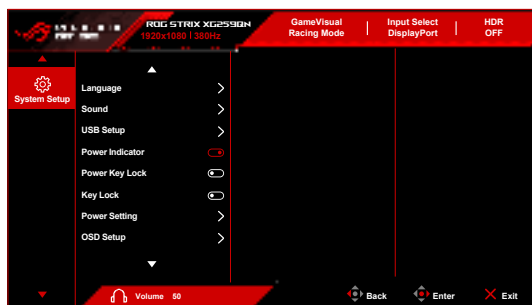 ROG STRIX XG259QN
1920x1080 | 380Hz
GameVisual
Racing Mode
Input Select
DisplayPort
HDR
OFF
System Setup
Language
Sound
USB Setup
Power Indicator
Power Key Lock
Key Lock
Power Setting
OSD Setup
Volume 50
Back
Enter
Exit